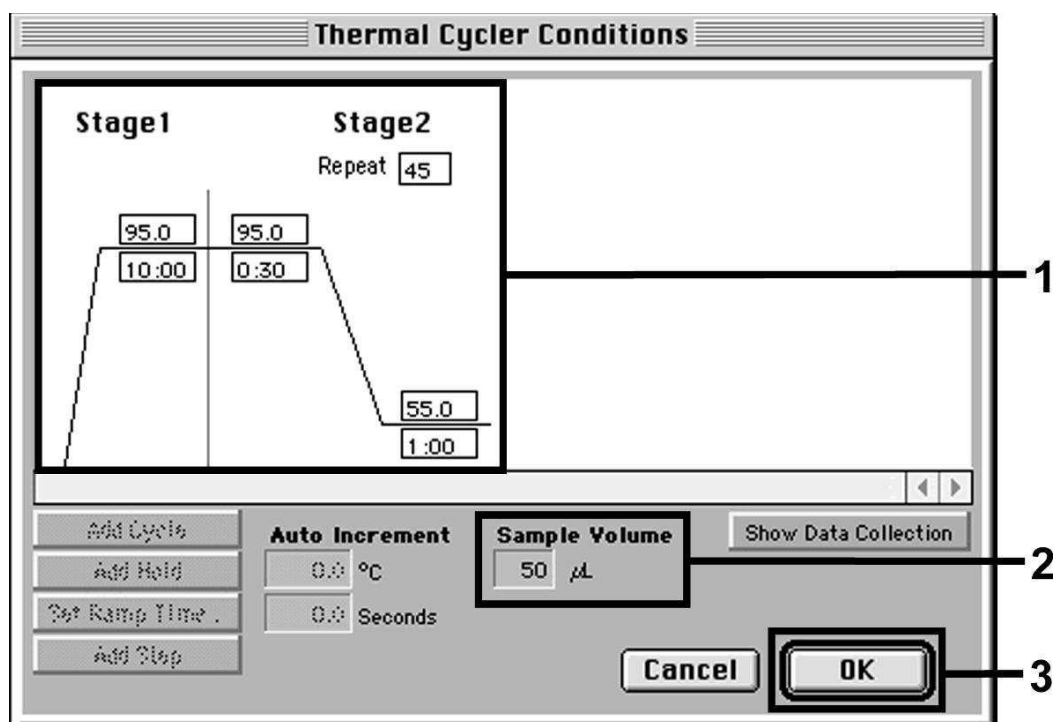 Thermal Cycler Conditions
Stage1 Stage2
Repeat 45
95.0 95.0
10:00 0:30
1
55.0
1:00
Add Cycle
Add Hold
Set Ramp Time .
Add Step
Auto Increment
0.0 °C
0.0 Seconds
Sample Volume
50 µL
Show Data Collection
2
Cancel
OK
3